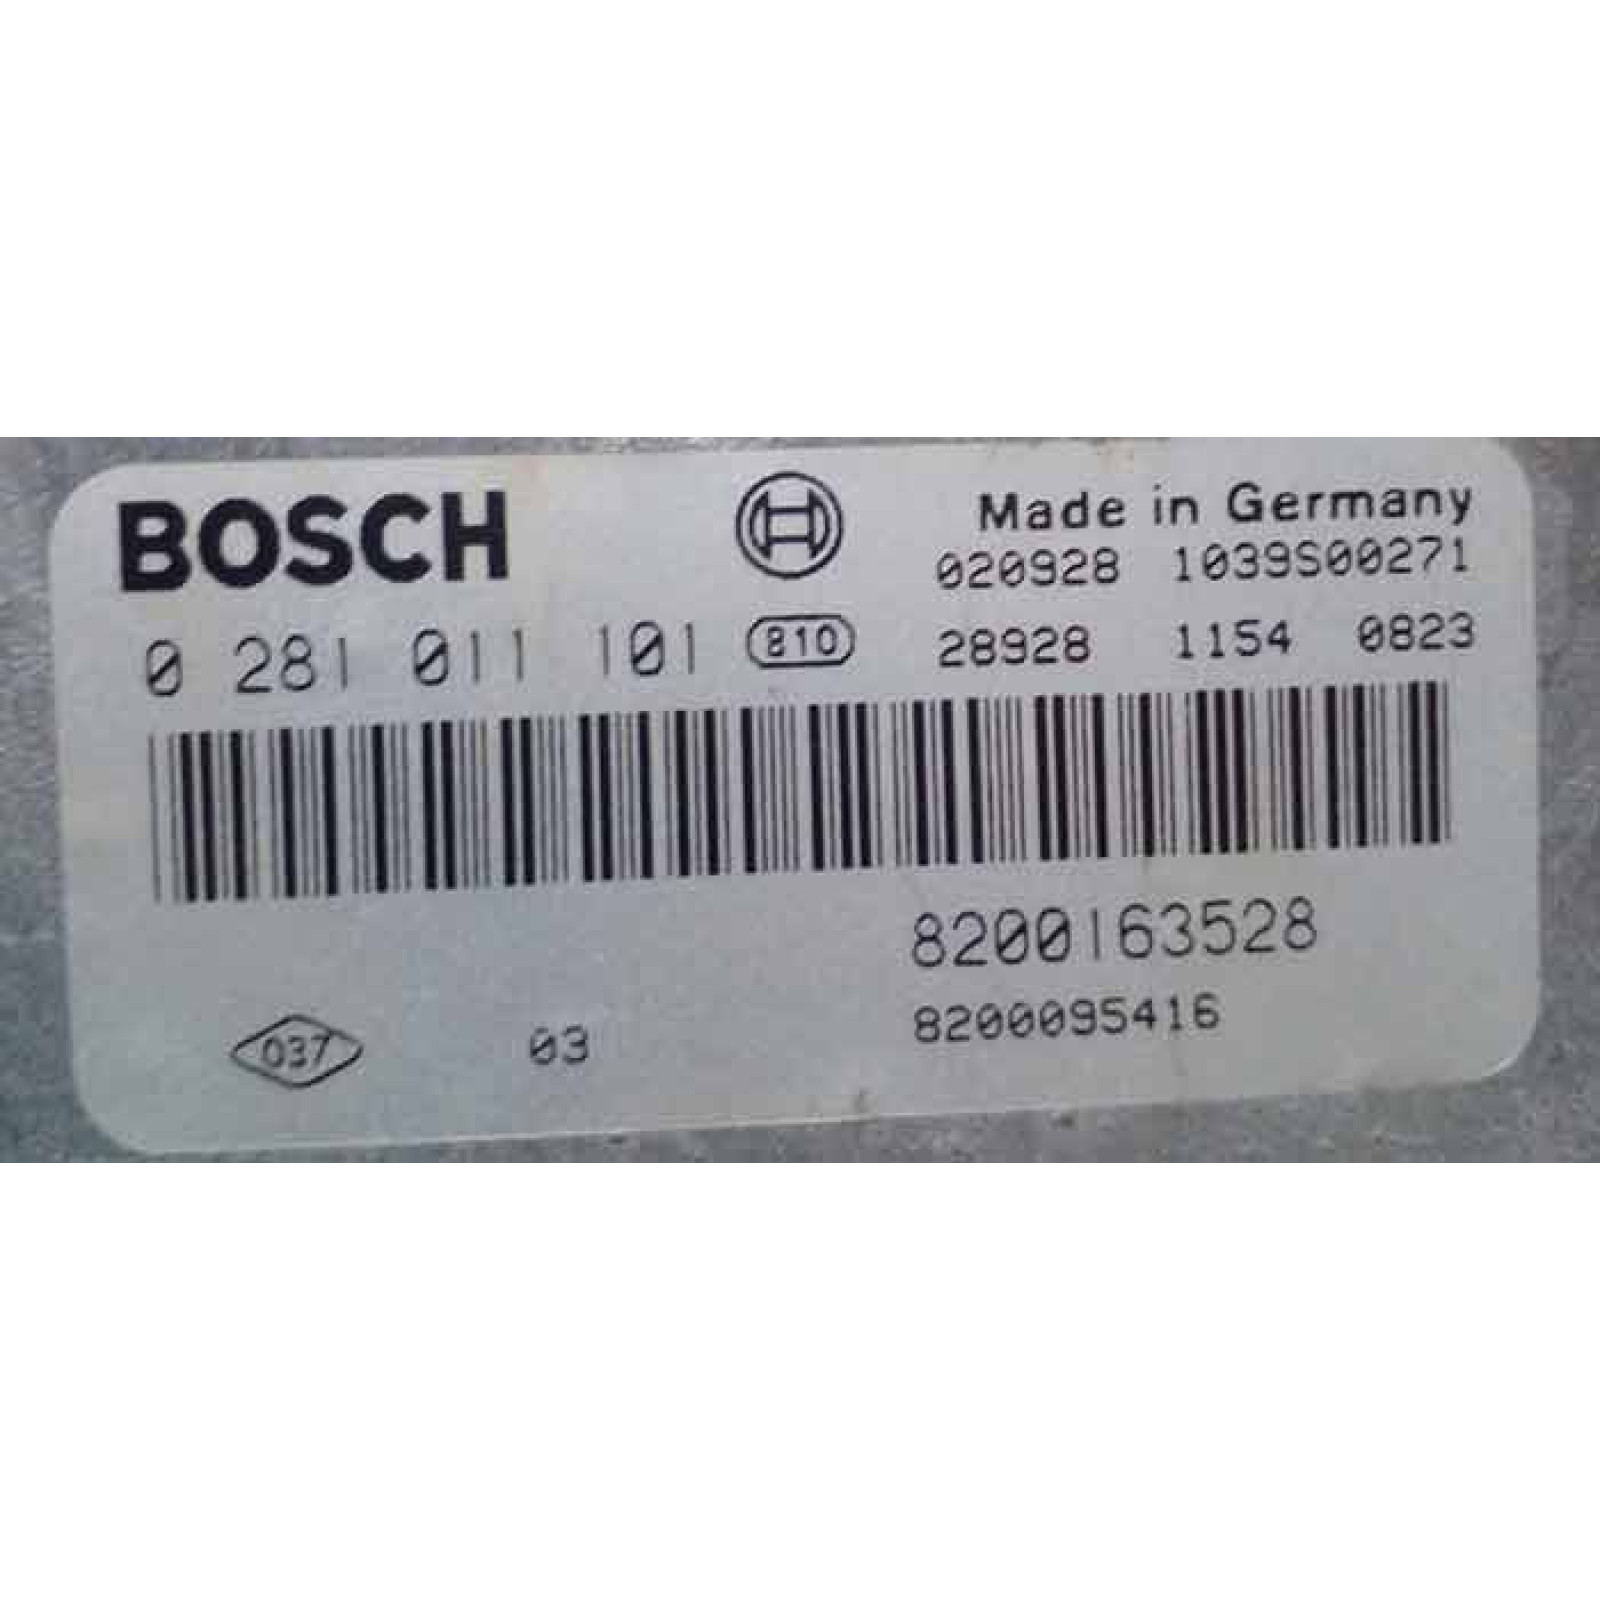 BOSCH
Made in Germany
020928 1039S00271
0 281 011 101 810 28928 1154 0823
8200163528
8200095416
037 03